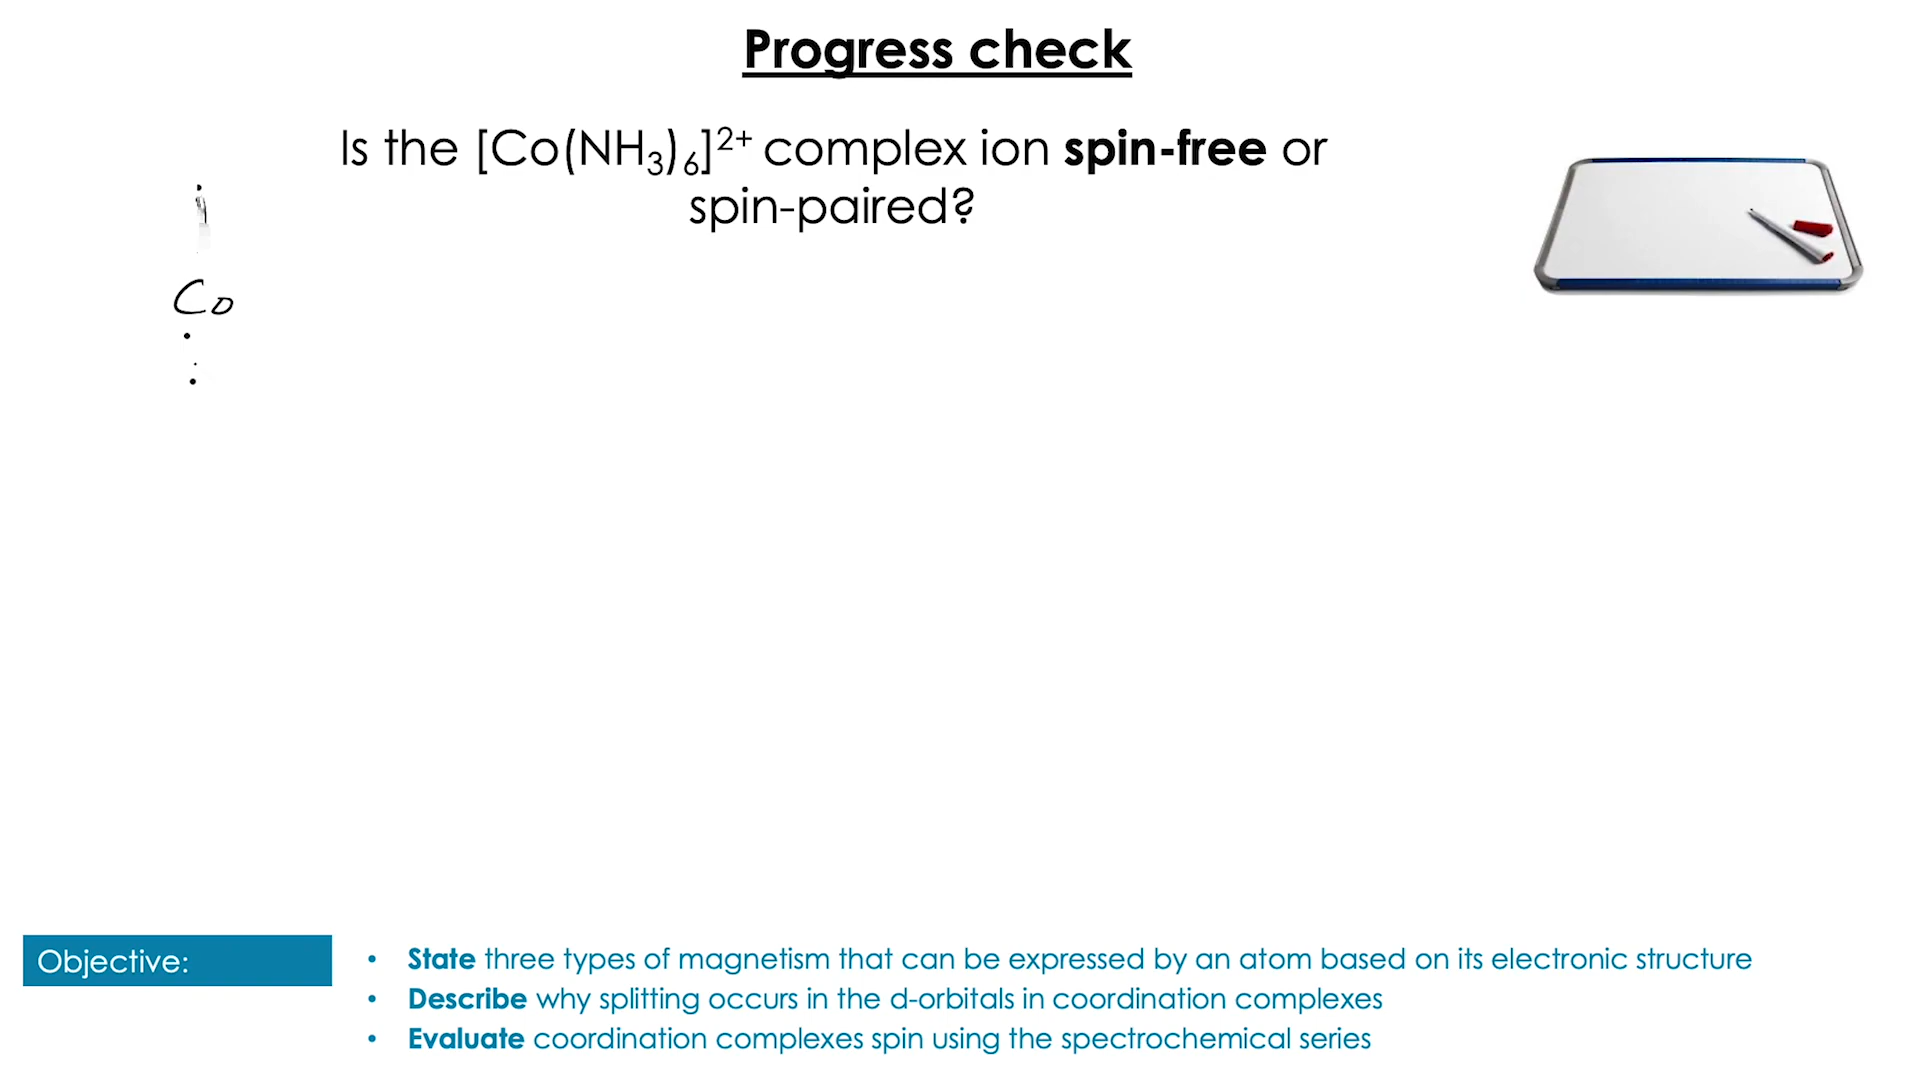 Progress check
Is the [Co(NH₃)₆]²⁺ complex ion spin-free or
spin-paired?
Co
Objective:
• State three types of magnetism that can be expressed by an atom based on its electronic structure
• Describe why splitting occurs in the d-orbitals in coordination complexes
• Evaluate coordination complexes spin using the spectrochemical series